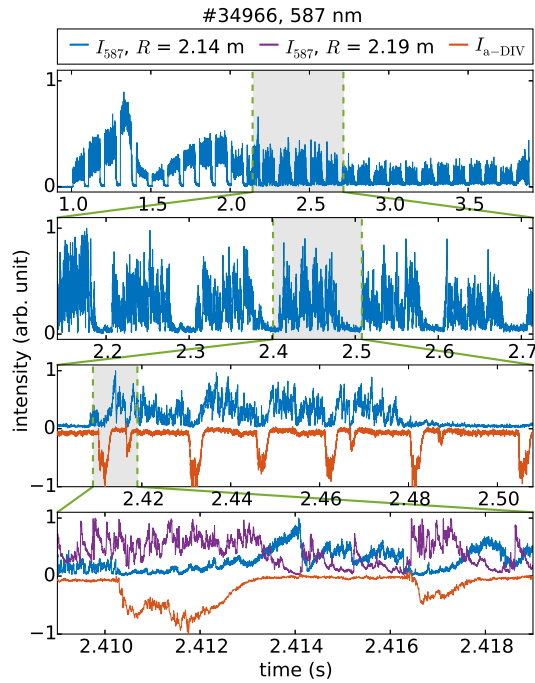 #34966, 587 nm
I587, R = 2.14 m I587, R = 2.19 m Ia−DIV
1
0
1.0 1.5 2.0 2.5 3.0 3.5
1
0
2.2 2.3 2.4 2.5 2.6 2.7
intensity (arb. unit)
1
0
−1
2.42 2.44 2.46 2.48 2.50
1
0
−1
2.410 2.412 2.414 2.416 2.418
time (s)